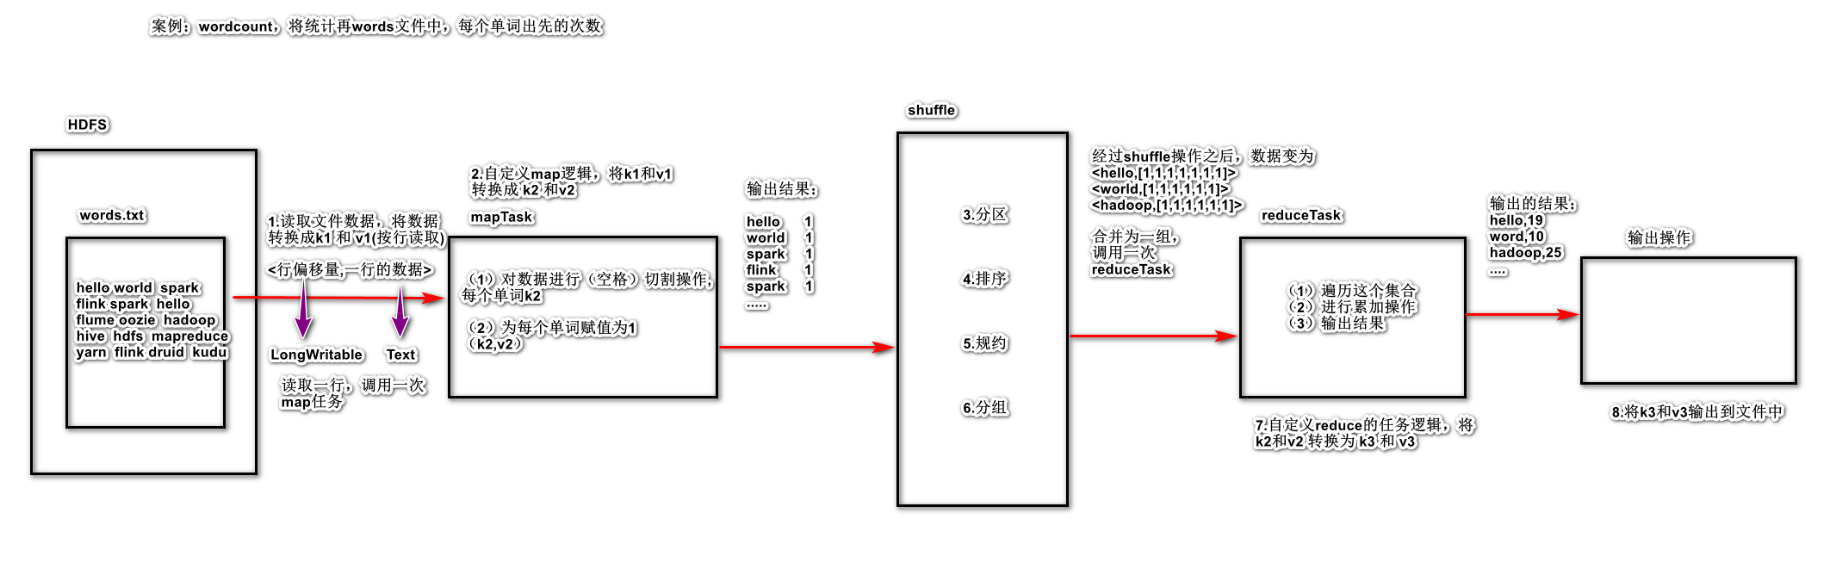 案例：wordcount，将统计再words文件中，每个单词出先的次数
HDFS
words.txt
hello world spark
flink spark hello
flume oozie hadoop
hive hdfs mapreduce
yarn flink druid kudu
1.读取文件数据，将数据
转换成k1 和 v1(按行读取)
<行偏移量,一行的数据>
LongWritable Text
读取一行，调用一次
map任务
2.自定义map逻辑，将k1和v1
转换成 k2 和v2
mapTask
（1）对数据进行（空格）切割操作,
每个单词k2
（2）为每个单词赋值为1
（k2,v2）
输出结果：
hello 1
world 1
spark 1
flink 1
spark 1
.....
shuffle
3.分区
4.排序
5.规约
6.分组
经过shuffle操作之后，数据变为
<hello,[1,1,1,1,1,1,1]>
<world,[1,1,1,1,1,1]>
<hadoop,[1,1,1,1,1,1]>
合并为一组，
调用一次
reduceTask
reduceTask
（1）遍历这个集合
（2）进行累加操作
（3）输出结果
7.自定义reduce的任务逻辑，将
k2和v2 转换为 k3 和 v3
输出的结果：
hello,19
word,10
hadoop,25
....
输出操作
8.将k3和v3输出到文件中